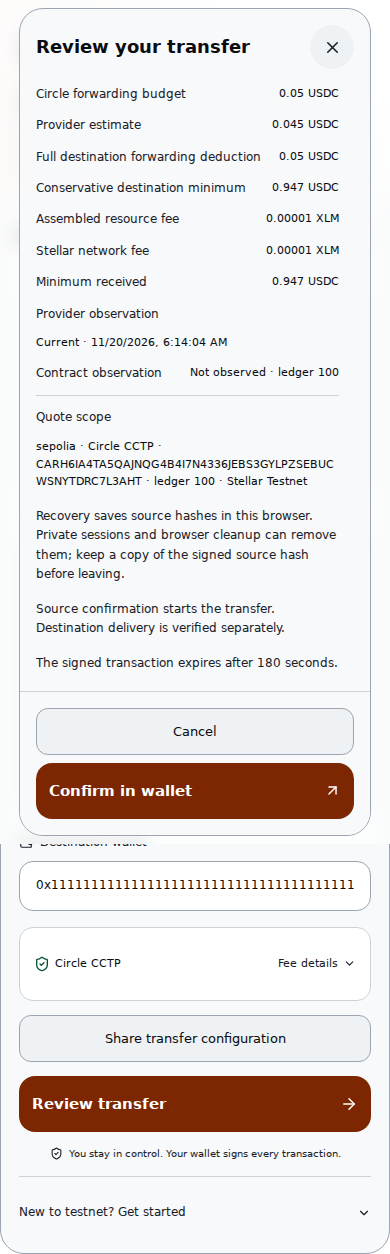 Review your transfer
Circle forwarding budget 0.05 USDC
Provider estimate 0.045 USDC
Full destination forwarding deduction 0.05 USDC
Conservative destination minimum 0.947 USDC
Assembled resource fee 0.00001 XLM
Stellar network fee 0.00001 XLM
Minimum received 0.947 USDC
Provider observation
Current · 11/20/2026, 6:14:04 AM
Contract observation Not observed · ledger 100
Quote scope
sepolia · Circle CCTP ·
CARH6IA4TA5QAJNQG4B4I7N4336JEBS3GYLPZSEBUC
WSNYTDRC7L3AHT · ledger 100 · Stellar Testnet
Recovery saves source hashes in this browser.
Private sessions and browser cleanup can remove
them; keep a copy of the signed source hash
before leaving.
Source confirmation starts the transfer.
Destination delivery is verified separately.
The signed transaction expires after 180 seconds.
Cancel
Confirm in wallet
Destination wallet
0x1111111111111111111111111111111111111111
Circle CCTP Fee details
Share transfer configuration
Review transfer
You stay in control. Your wallet signs every transaction.
New to testnet? Get started